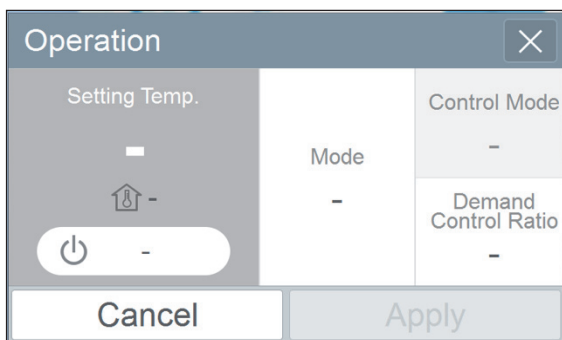 Operation
Setting Temp.
-
-
-
Mode
-
Control Mode
-
Demand
Control Ratio
-
Cancel
Apply